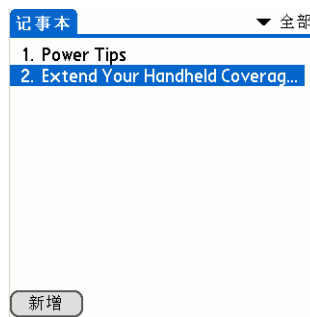 记事本 全部
1. Power Tips
2. Extend Your Handheld Coverag...
新增